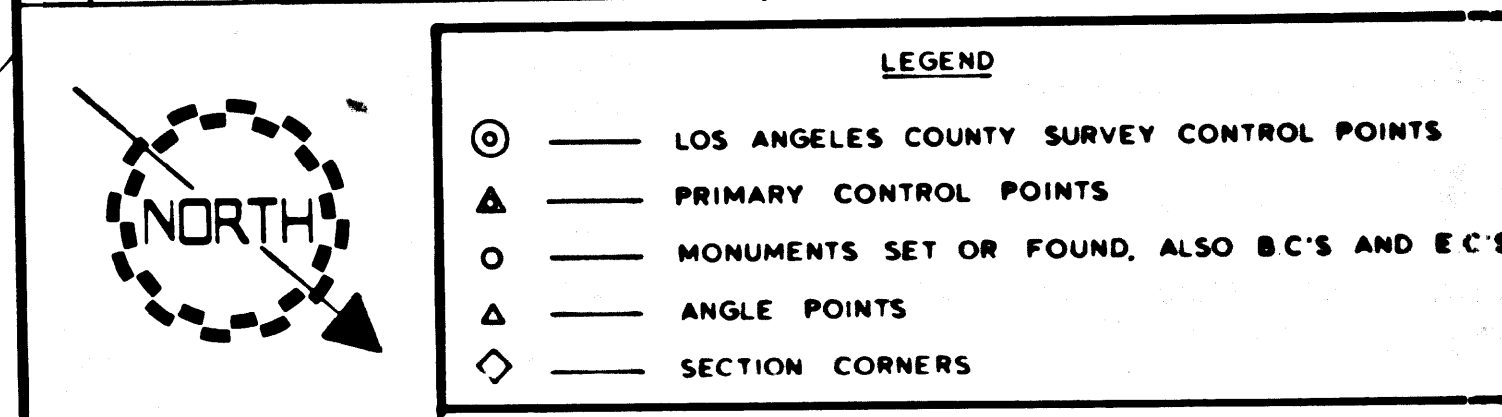 NORTH
LEGEND
LOS ANGELES COUNTY SURVEY CONTROL POINTS
PRIMARY CONTROL POINTS
MONUMENTS SET OR FOUND, ALSO B.C'S AND E.C'S
ANGLE POINTS
SECTION CORNERS